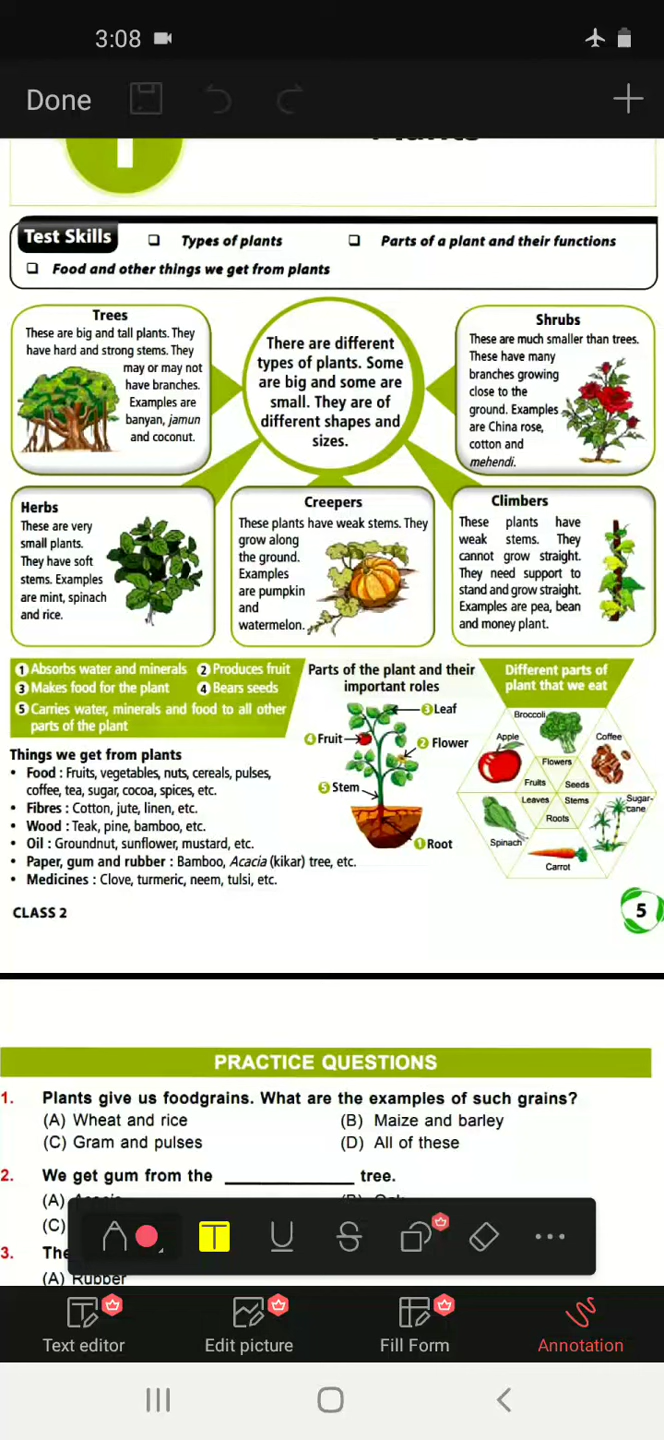 3:08
Done
Test Skills
❑ Types of plants
❑ Parts of a plant and their functions
❑ Food and other things we get from plants
Trees
These are big and tall plants. They
have hard and strong stems. They
may or may not
have branches.
Examples are
banyan, jamun
and coconut.
There are different
types of plants. Some
are big and some are
small. They are of
different shapes and
sizes.
Shrubs
These are much smaller than trees.
These have many
branches growing
close to the
ground. Examples
are China rose,
cotton and
mehendi.
Herbs
These are very
small plants.
They have soft
stems. Examples
are mint, spinach
and rice.
Creepers
These plants have weak stems. They
grow along
the ground.
Examples
are pumpkin
and
watermelon.
Climbers
These plants have
weak stems. They
cannot grow straight.
They need support to
stand and grow straight.
Examples are pea, bean
and money plant.
1 Absorbs water and minerals 2 Produces fruit
3 Makes food for the plant 4 Bears seeds
5 Carries water, minerals and food to all other
parts of the plant
Things we get from plants
• Food : Fruits, vegetables, nuts, cereals, pulses,
coffee, tea, sugar, cocoa, spices, etc.
• Fibres : Cotton, jute, linen, etc.
• Wood : Teak, pine, bamboo, etc.
• Oil : Groundnut, sunflower, mustard, etc.
• Paper, gum and rubber : Bamboo, Acacia (kikar) tree, etc.
• Medicines : Clove, turmeric, neem, tulsi, etc.
Parts of the plant and their
important roles
3 Leaf
4 Fruit
2 Flower
5 Stem
1 Root
Different parts of
plant that we eat
Broccoli
Apple
Coffee
Flowers
Fruits Seeds
Leaves Stems
Roots
Sugar-
cane
Spinach
Carrot
CLASS 2
5
PRACTICE QUESTIONS
1. Plants give us foodgrains. What are the examples of such grains?
(A) Wheat and rice
(B) Maize and barley
(C) Gram and pulses
(D) All of these
2. We get gum from the ____________ tree.
(A)
(C)
3. The
(A) Rubber
Text editor
Edit picture
Fill Form
Annotation